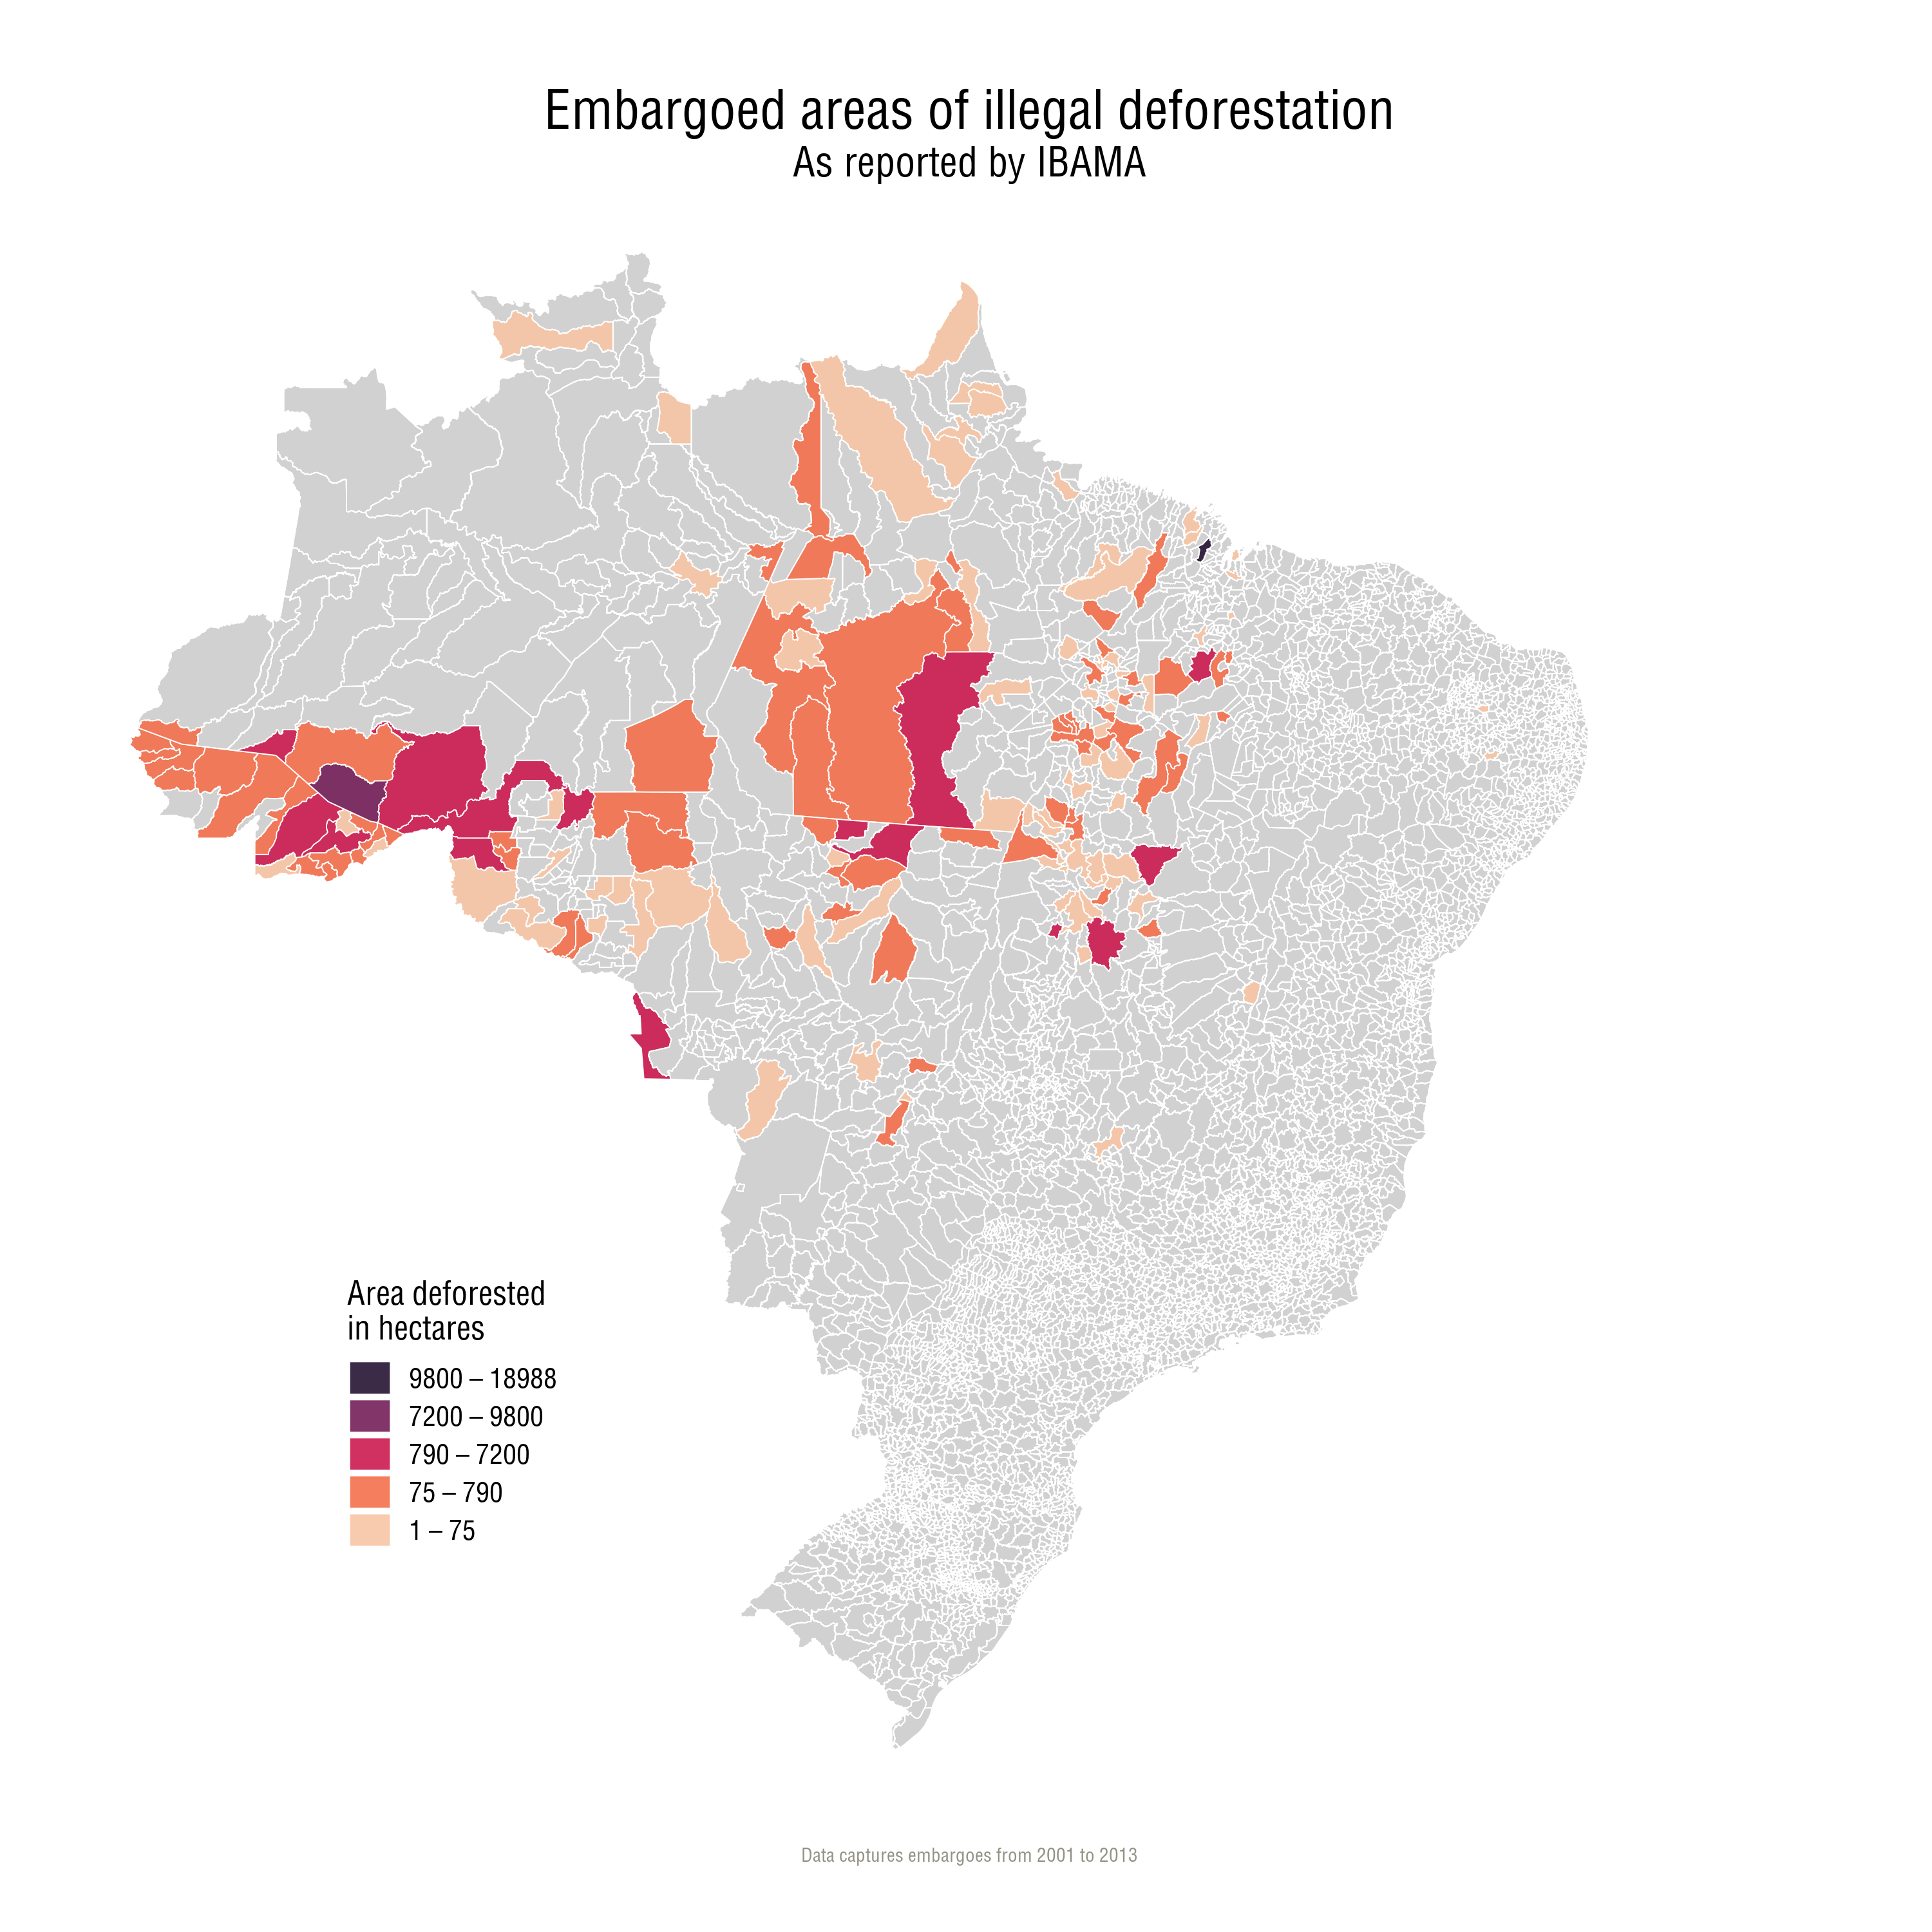 Embargoed areas of illegal deforestation
As reported by IBAMA
Area deforested
in hectares
9800 – 18988
7200 – 9800
790 – 7200
75 – 790
1 – 75
Data captures embargoes from 2001 to 2013